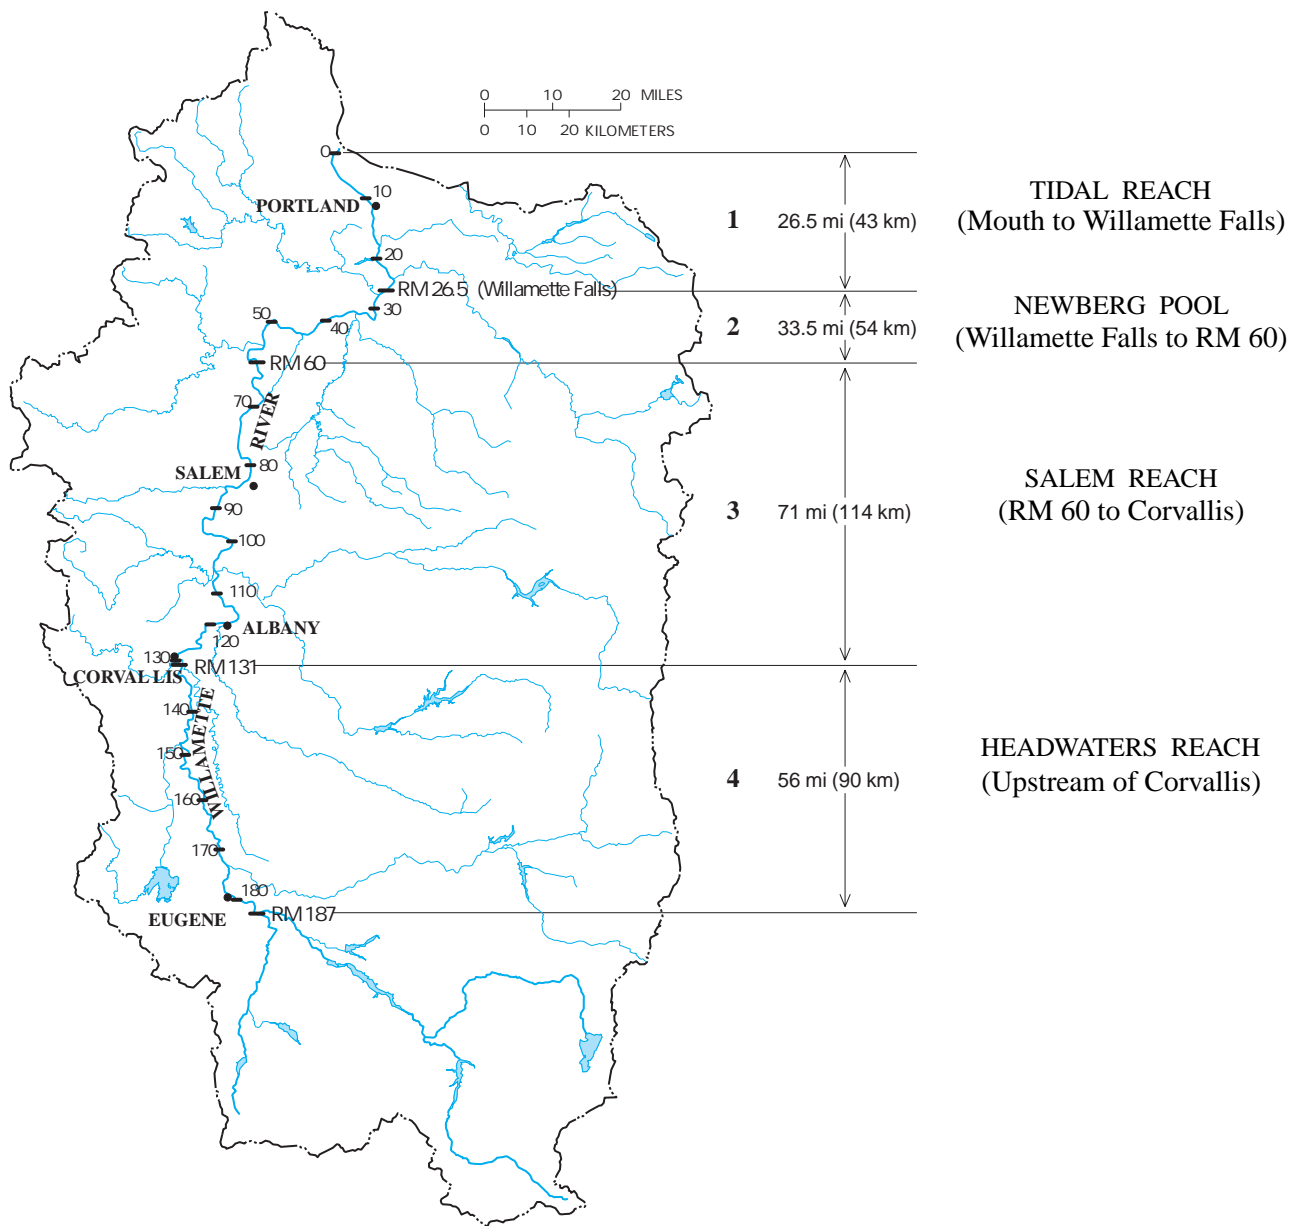 0 10 20 MILES
0 10 20 KILOMETERS
0
10
PORTLAND
20
RM 26.5 (Willamette Falls)
30
40
50
RM 60
70
RIVER
80
SALEM
90
100
110
ALBANY
120
130
RM 131
CORVALLIS
140
WILLAMETTE
150
160
170
180
EUGENE
RM 187
1 26.5 mi (43 km)
TIDAL REACH
(Mouth to Willamette Falls)
2 33.5 mi (54 km)
NEWBERG POOL
(Willamette Falls to RM 60)
3 71 mi (114 km)
SALEM REACH
(RM 60 to Corvallis)
4 56 mi (90 km)
HEADWATERS REACH
(Upstream of Corvallis)